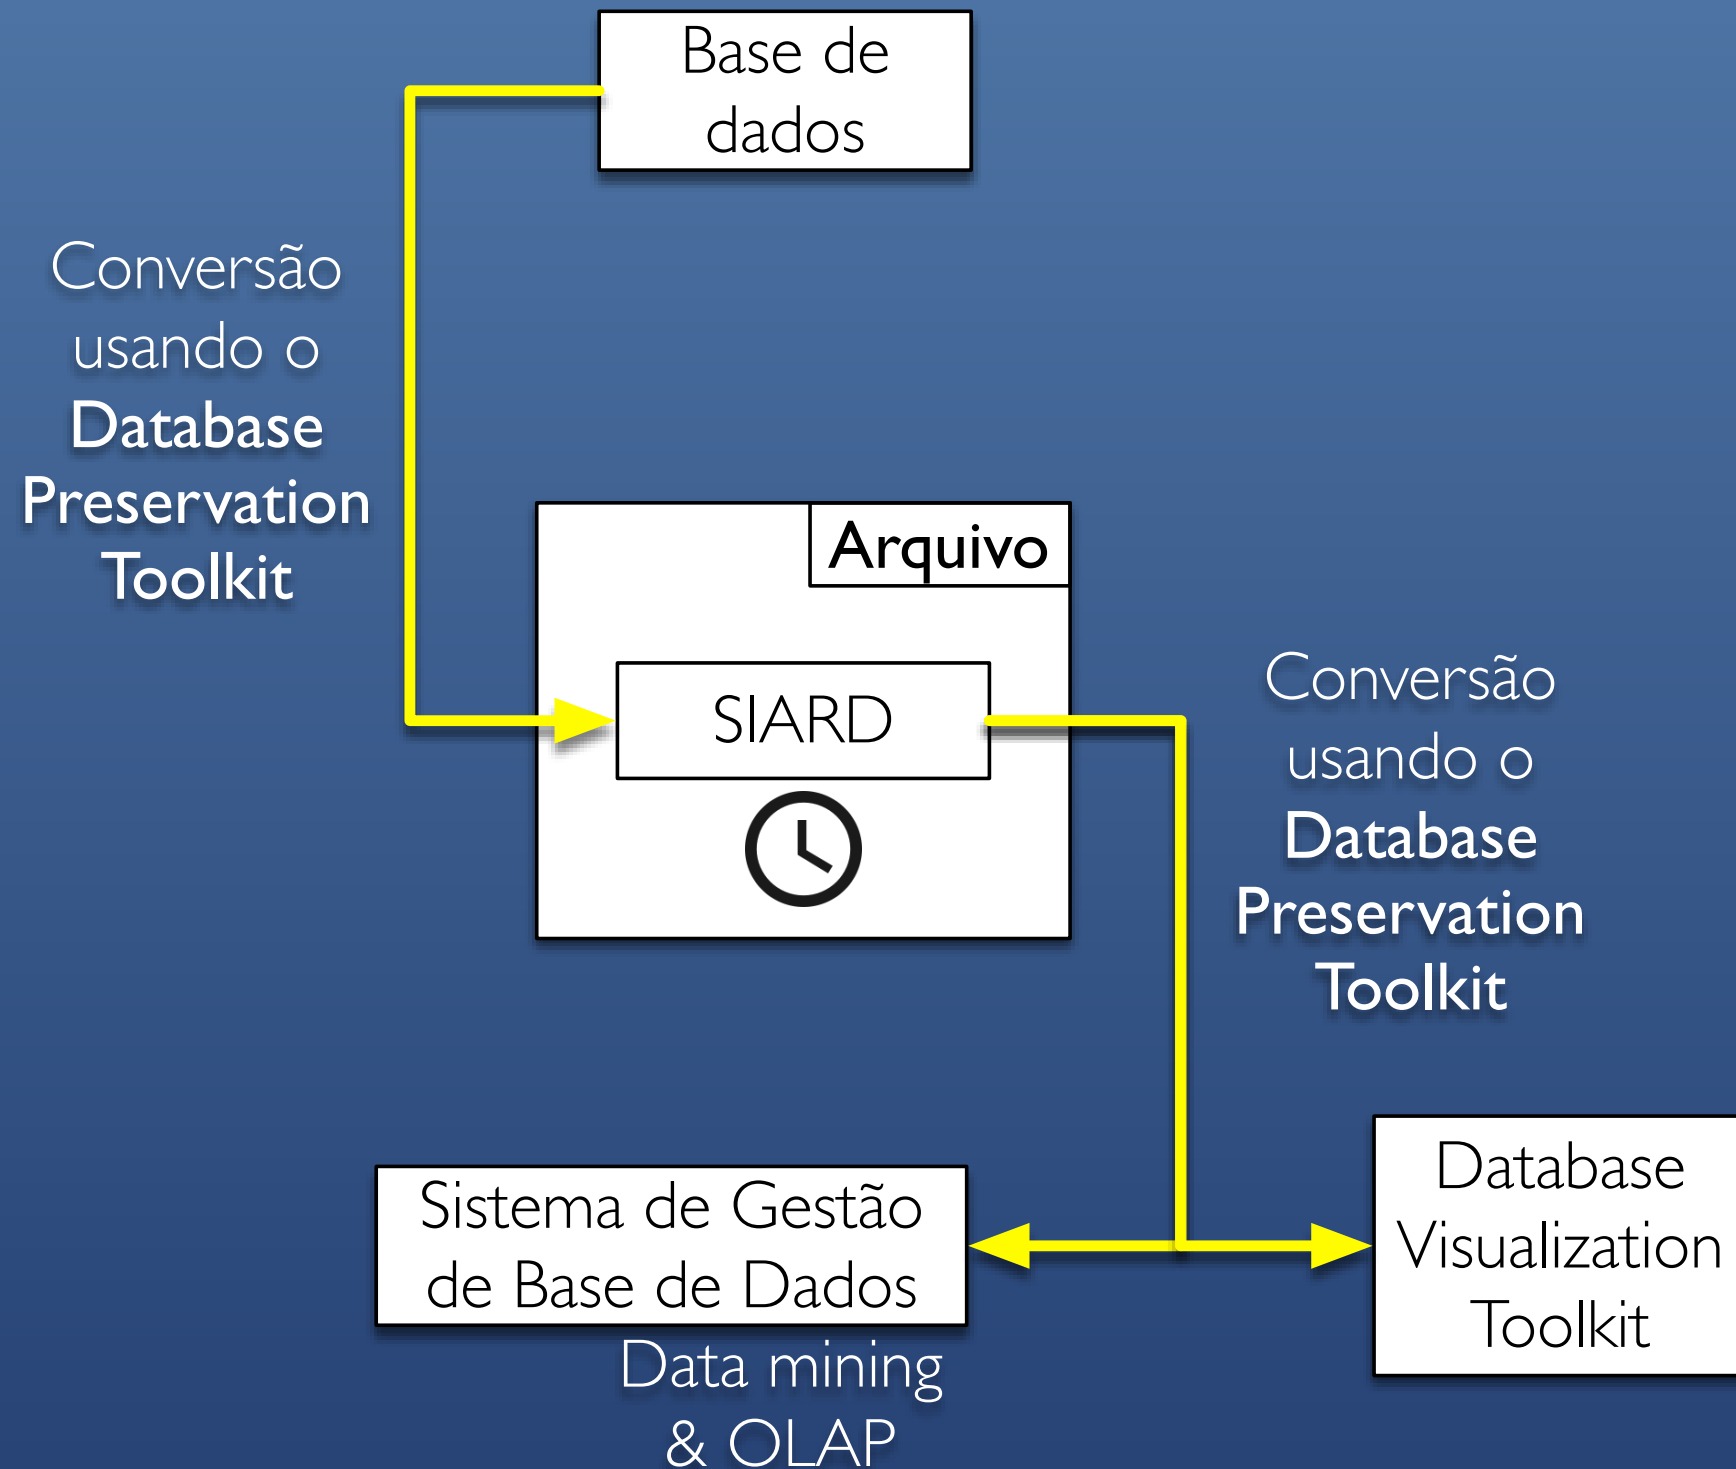 Base de
dados
Conversão
usando o
Database
Preservation
Toolkit
Arquivo
SIARD
Conversão
usando o
Database
Preservation
Toolkit
Sistema de Gestão
de Base de Dados
Data mining
& OLAP
Database
Visualization
Toolkit